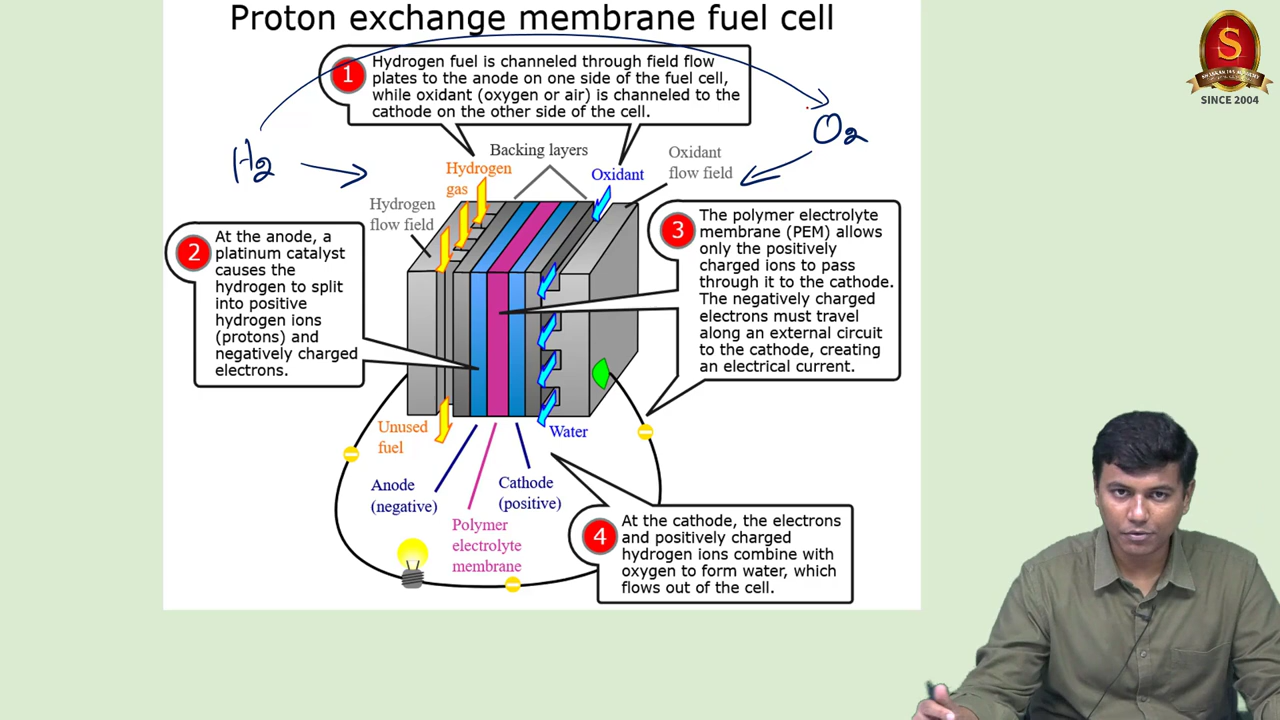 Proton exchange membrane fuel cell
1
Hydrogen fuel is channeled through field flow
plates to the anode on one side of the fuel cell,
while oxidant (oxygen or air) is channeled to the
cathode on the other side of the cell.
S
SINCE 2004
H2
O2
Backing layers
Hydrogen
gas
Oxidant
Oxidant
flow field
Hydrogen
flow field
2
At the anode, a
platinum catalyst
causes the
hydrogen to split
into positive
hydrogen ions
(protons) and
negatively charged
electrons.
3
The polymer electrolyte
membrane (PEM) allows
only the positively
charged ions to pass
through it to the cathode.
The negatively charged
electrons must travel
along an external circuit
to the cathode, creating
an electrical current.
Unused
fuel
Water
Anode
(negative)
Cathode
(positive)
Polymer
electrolyte
membrane
4
At the cathode, the electrons
and positively charged
hydrogen ions combine with
oxygen to form water, which
flows out of the cell.